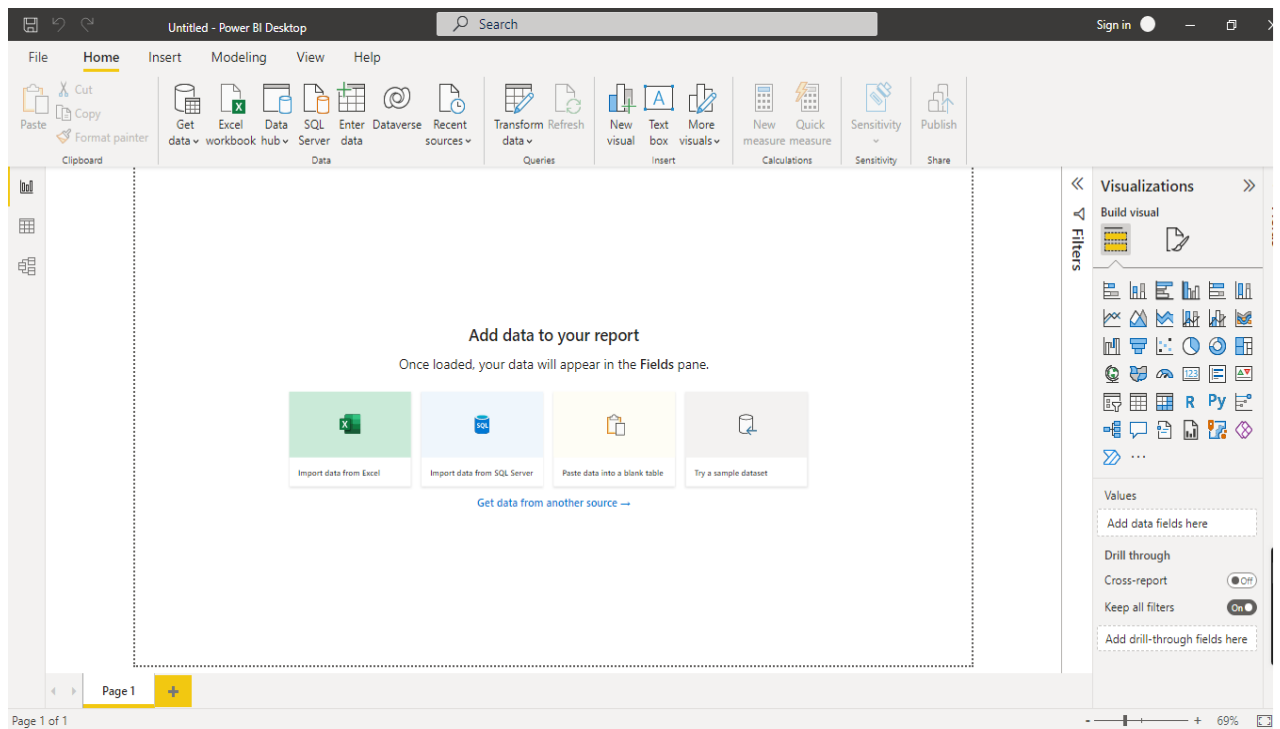 Untitled - Power BI Desktop
Search
Sign in
File Home Insert Modeling View Help
Paste
Cut
Copy
Format painter
Clipboard
Get data
Excel workbook
Data hub
SQL Server
Enter data
Dataverse
Recent sources
Data
Transform data
Refresh
Queries
New visual
Text box
More visuals
Insert
New measure
Quick measure
Calculations
Sensitivity
Sensitivity
Publish
Share
Add data to your report
Once loaded, your data will appear in the Fields pane.
Import data from Excel
Import data from SQL Server
Paste data into a blank table
Try a sample dataset
Get data from another source →
Filters
Visualizations
Build visual
123
R
Py
Values
Add data fields here
Drill through
Cross-report
Off
Keep all filters
On
Add drill-through fields here
Page 1
Page 1 of 1
- + 69%